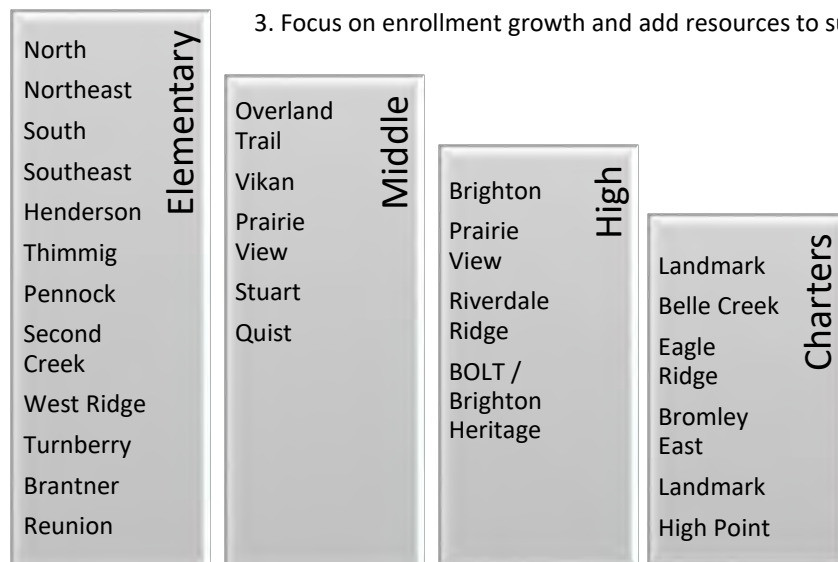 3. Focus on enrollment growth and add resources to
Elementary
North
Northeast
South
Southeast
Henderson
Thimmig
Pennock
Second
Creek
West Ridge
Turnberry
Brantner
Reunion
Middle
Overland
Trail
Vikan
Prairie
View
Stuart
Quist
High
Brighton
Prairie
View
Riverdale
Ridge
BOLT /
Brighton
Heritage
Charters
Landmark
Belle Creek
Eagle
Ridge
Bromley
East
Landmark
High Point